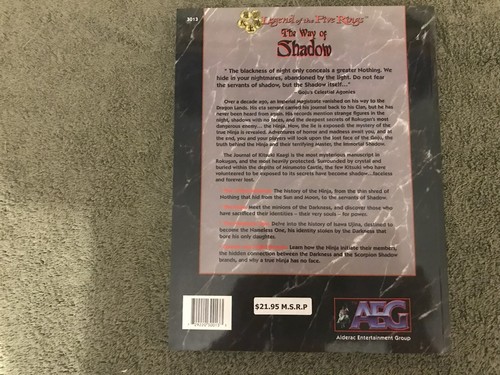 3013
Legend of the Five Rings™
The Way of
Shadow
" The blackness of night only conceals a greater Nothing. We
hide in your nightmares, abandoned by the light. Do not fear
the servants of shadow, but the Shadow itself..."
- Goju's Celestial Agonies
Over a decade ago, an Imperial Magistrate vanished on his way to the
Dragon Lands. His eta servant carried his journal back to his Clan, but he has
never been heard from again. His records mention strange figures in the
night, shadows with no faces, and the deepest secrets of Rokugan's most
dangerous enemy... the Ninja. Now, the lie is exposed: the mystery of the
true Ninja is revealed. Adventures of horror and madness await you, and at
the end, you and your players will look upon the lost face of the Goju, the
truth behind the Ninja and their terrifying Master, the Immortal Shadow.
The Journal of Kitsuki Kaagi is the most mysterious manuscript in
Rokugan, and the most heavily protected. Surrounded by crystal and
buried within the depths of Mirumoto Castle, the few Kitsuki who have
volunteered to be exposed to its secrets have become shadow...faceless
and forever lost.
The history of the Ninja, from the thin shred of
Nothing that hid from the Sun and Moon, to the servants of Shadow.
Meet the minions of the Darkness, and discover those who
have sacrificed their identities - their very souls - for power.
Delve into the history of Isawa Ujina, destined to
become the Nameless One, his identity stolen by the Darkness that
bore his only daughter.
Learn how the Ninja initiate their members,
the hidden connection between the Darkness and the Scorpion Shadow
brands, and why a true Ninja has no face.
$21.95 M.S.R.P
AEG
Alderac Entertainment Group